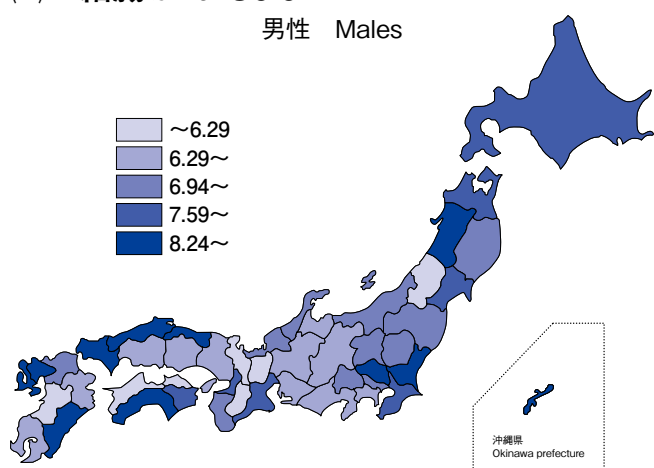 男性　Males
～6.29
6.29～
6.94～
7.59～
8.24～
沖縄県
Okinawa prefecture